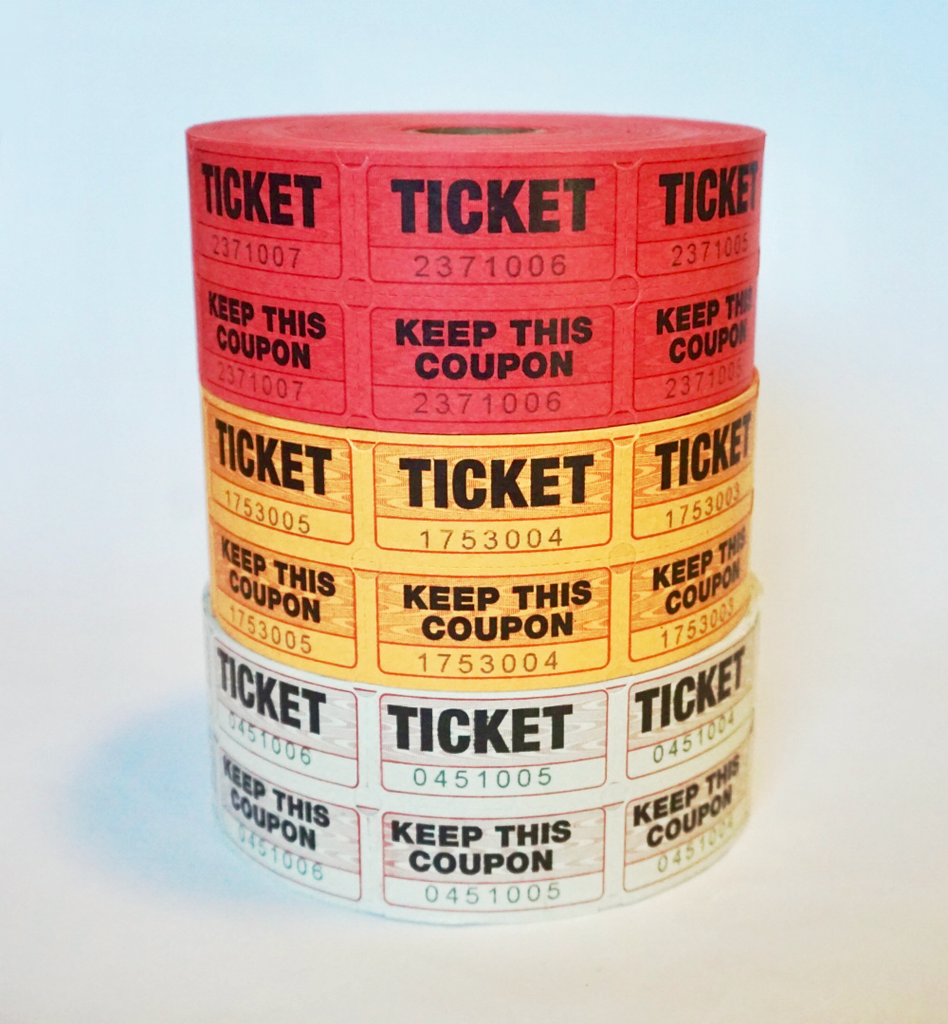 TICKET TICKET TICKET
2371007 2371006 2371005
KEEP THIS KEEP THIS KEEP THIS
COUPON COUPON COUPON
2371007 2371006 2371005
TICKET TICKET TICKET
1753005 1753004 1753003
KEEP THIS KEEP THIS KEEP THIS
COUPON COUPON COUPON
1753005 1753004 1753003
TICKET TICKET TICKET
0451006 0451005 0451004
KEEP THIS KEEP THIS KEEP THIS
COUPON COUPON COUPON
0451006 0451005 0451004